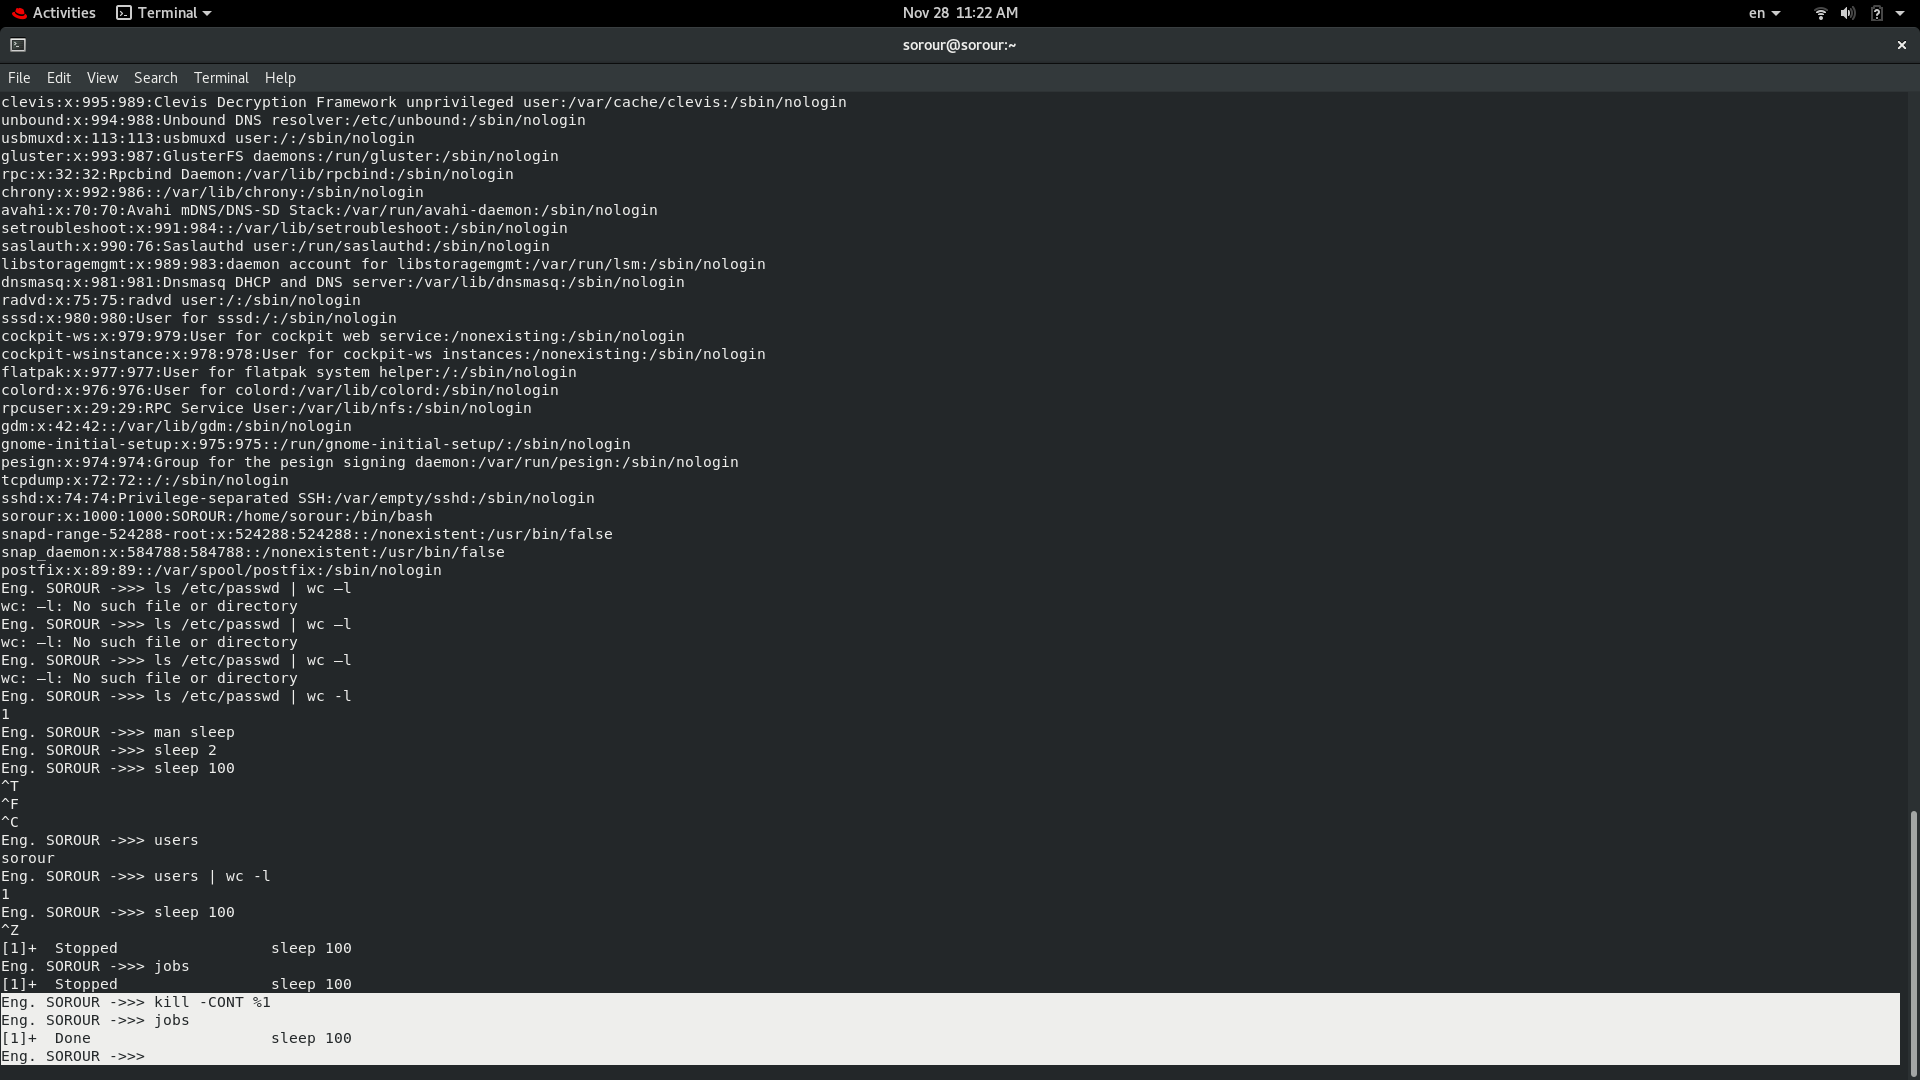 Activities Terminal Nov 28 11:22 AM en
sorour@sorour:~
File Edit View Search Terminal Help
clevis:x:995:989:Clevis Decryption Framework unprivileged user:/var/cache/clevis:/sbin/nologin
unbound:x:994:988:Unbound DNS resolver:/etc/unbound:/sbin/nologin
usbmuxd:x:113:113:usbmuxd user:/:/sbin/nologin
gluster:x:993:987:GlusterFS daemons:/run/gluster:/sbin/nologin
rpc:x:32:32:Rpcbind Daemon:/var/lib/rpcbind:/sbin/nologin
chrony:x:992:986::/var/lib/chrony:/sbin/nologin
avahi:x:70:70:Avahi mDNS/DNS-SD Stack:/var/run/avahi-daemon:/sbin/nologin
setroubleshoot:x:991:984::/var/lib/setroubleshoot:/sbin/nologin
saslauth:x:990:76:Saslauthd user:/run/saslauthd:/sbin/nologin
libstoragemgmt:x:989:983:daemon account for libstoragemgmt:/var/run/lsm:/sbin/nologin
dnsmasq:x:981:981:Dnsmasq DHCP and DNS server:/var/lib/dnsmasq:/sbin/nologin
radvd:x:75:75:radvd user:/:/sbin/nologin
sssd:x:980:980:User for sssd:/:/sbin/nologin
cockpit-ws:x:979:979:User for cockpit web service:/nonexisting:/sbin/nologin
cockpit-wsinstance:x:978:978:User for cockpit-ws instances:/nonexisting:/sbin/nologin
flatpak:x:977:977:User for flatpak system helper:/:/sbin/nologin
colord:x:976:976:User for colord:/var/lib/colord:/sbin/nologin
rpcuser:x:29:29:RPC Service User:/var/lib/nfs:/sbin/nologin
gdm:x:42:42::/var/lib/gdm:/sbin/nologin
gnome-initial-setup:x:975:975::/run/gnome-initial-setup/:/sbin/nologin
pesign:x:974:974:Group for the pesign signing daemon:/var/run/pesign:/sbin/nologin
tcpdump:x:72:72::/:/sbin/nologin
sshd:x:74:74:Privilege-separated SSH:/var/empty/sshd:/sbin/nologin
sorour:x:1000:1000:SOROUR:/home/sorour:/bin/bash
snapd-range-524288-root:x:524288:524288::/nonexistent:/usr/bin/false
snap_daemon:x:584788:584788::/nonexistent:/usr/bin/false
postfix:x:89:89::/var/spool/postfix:/sbin/nologin
Eng. SOROUR ->>> ls /etc/passwd | wc –l
wc: –l: No such file or directory
Eng. SOROUR ->>> ls /etc/passwd | wc –l
wc: –l: No such file or directory
Eng. SOROUR ->>> ls /etc/passwd | wc –l
wc: –l: No such file or directory
Eng. SOROUR ->>> ls /etc/passwd | wc -l
1
Eng. SOROUR ->>> man sleep
Eng. SOROUR ->>> sleep 2
Eng. SOROUR ->>> sleep 100
^T
^F
^C
Eng. SOROUR ->>> users
sorour
Eng. SOROUR ->>> users | wc -l
1
Eng. SOROUR ->>> sleep 100
^Z
[1]+  Stopped                 sleep 100
Eng. SOROUR ->>> jobs
[1]+  Stopped                 sleep 100
Eng. SOROUR ->>> kill -CONT %1
Eng. SOROUR ->>> jobs
[1]+  Done                    sleep 100
Eng. SOROUR ->>>